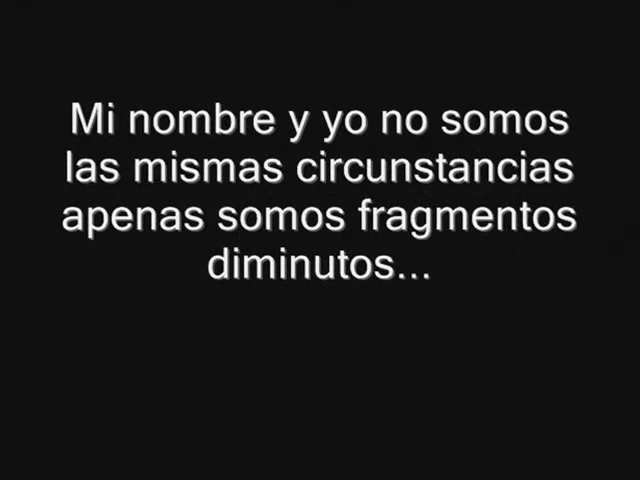 Mi nombre y yo no somos
las mismas circunstancias
apenas somos fragmentos
diminutos...